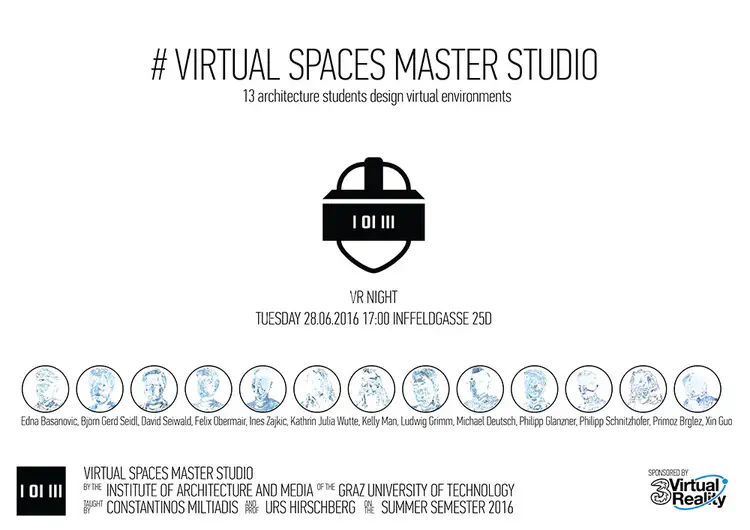 # VIRTUAL SPACES MASTER STUDIO
13 architecture students design virtual environments
I OI III
VR NIGHT
TUESDAY 28.06.2016 17:00 INFFELDGASSE 25D
Edna Basanovic, Bjorn Gerd Seidl, David Seiwald, Felix Obermair, Ines Zajkic, Kathrin Julia Wutte, Kelly Man, Ludwig Grimm, Michael Deutsch, Philipp Glanzner, Philipp Schnitzhofer, Primoz Brglez, Xin Guo
I OI III
VIRTUAL SPACES MASTER STUDIO
BY THE INSTITUTE OF ARCHITECTURE AND MEDIA OF THE GRAZ UNIVERSITY OF TECHNOLOGY
TAUGHT BY CONSTANTINOS MILTIADIS AND PROF URS HIRSCHBERG ON THE SUMMER SEMESTER 2016
SPONSORED BY
3 Virtual
Reality